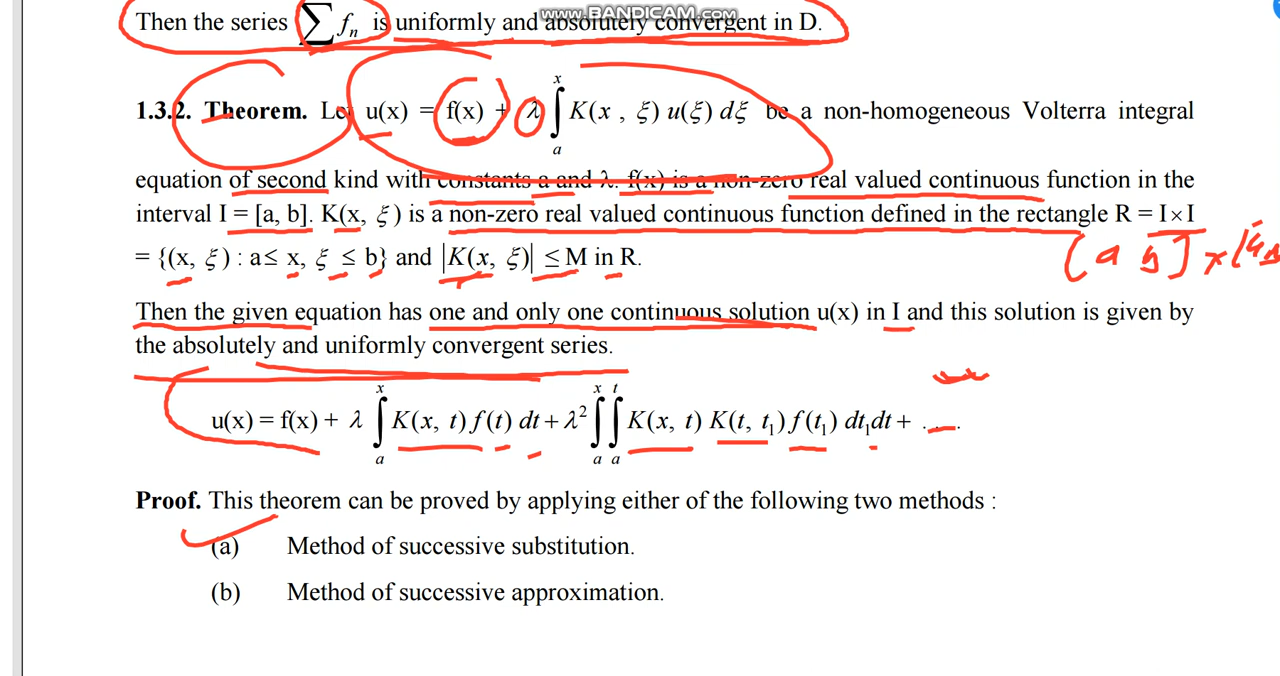 www.BANDICAM.com
Then the series ∑ fₙ is uniformly and absolutely convergent in D.
1.3.2. Theorem. Let u(x) = f(x) + λ ∫ₐˣ K(x , ξ) u(ξ) dξ be a non-homogeneous Volterra integral
equation of second kind with constants a and λ. f(x) is a non-zero real valued continuous function in the
interval I = [a, b]. K(x, ξ) is a non-zero real valued continuous function defined in the rectangle R = I×I
= {(x, ξ) : a≤ x, ξ ≤ b} and |K(x, ξ)| ≤ M in R.
[a b] ×
Then the given equation has one and only one continuous solution u(x) in I and this solution is given by
the absolutely and uniformly convergent series.
u(x) = f(x) + λ ∫ₐˣ K(x, t) f(t) dt + λ² ∫ₐˣ ∫ₐᵗ K(x, t) K(t, t₁) f(t₁) dt₁dt + .....
Proof. This theorem can be proved by applying either of the following two methods :
(a) Method of successive substitution.
(b) Method of successive approximation.